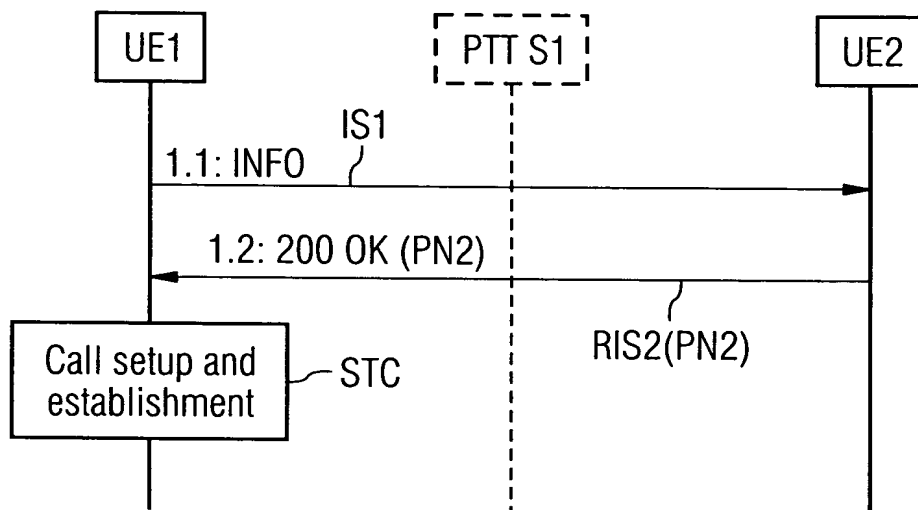 UE1
PTT S1
UE2
IS1
1.1: INFO
1.2: 200 OK (PN2)
RIS2(PN2)
Call setup and
establishment
STC